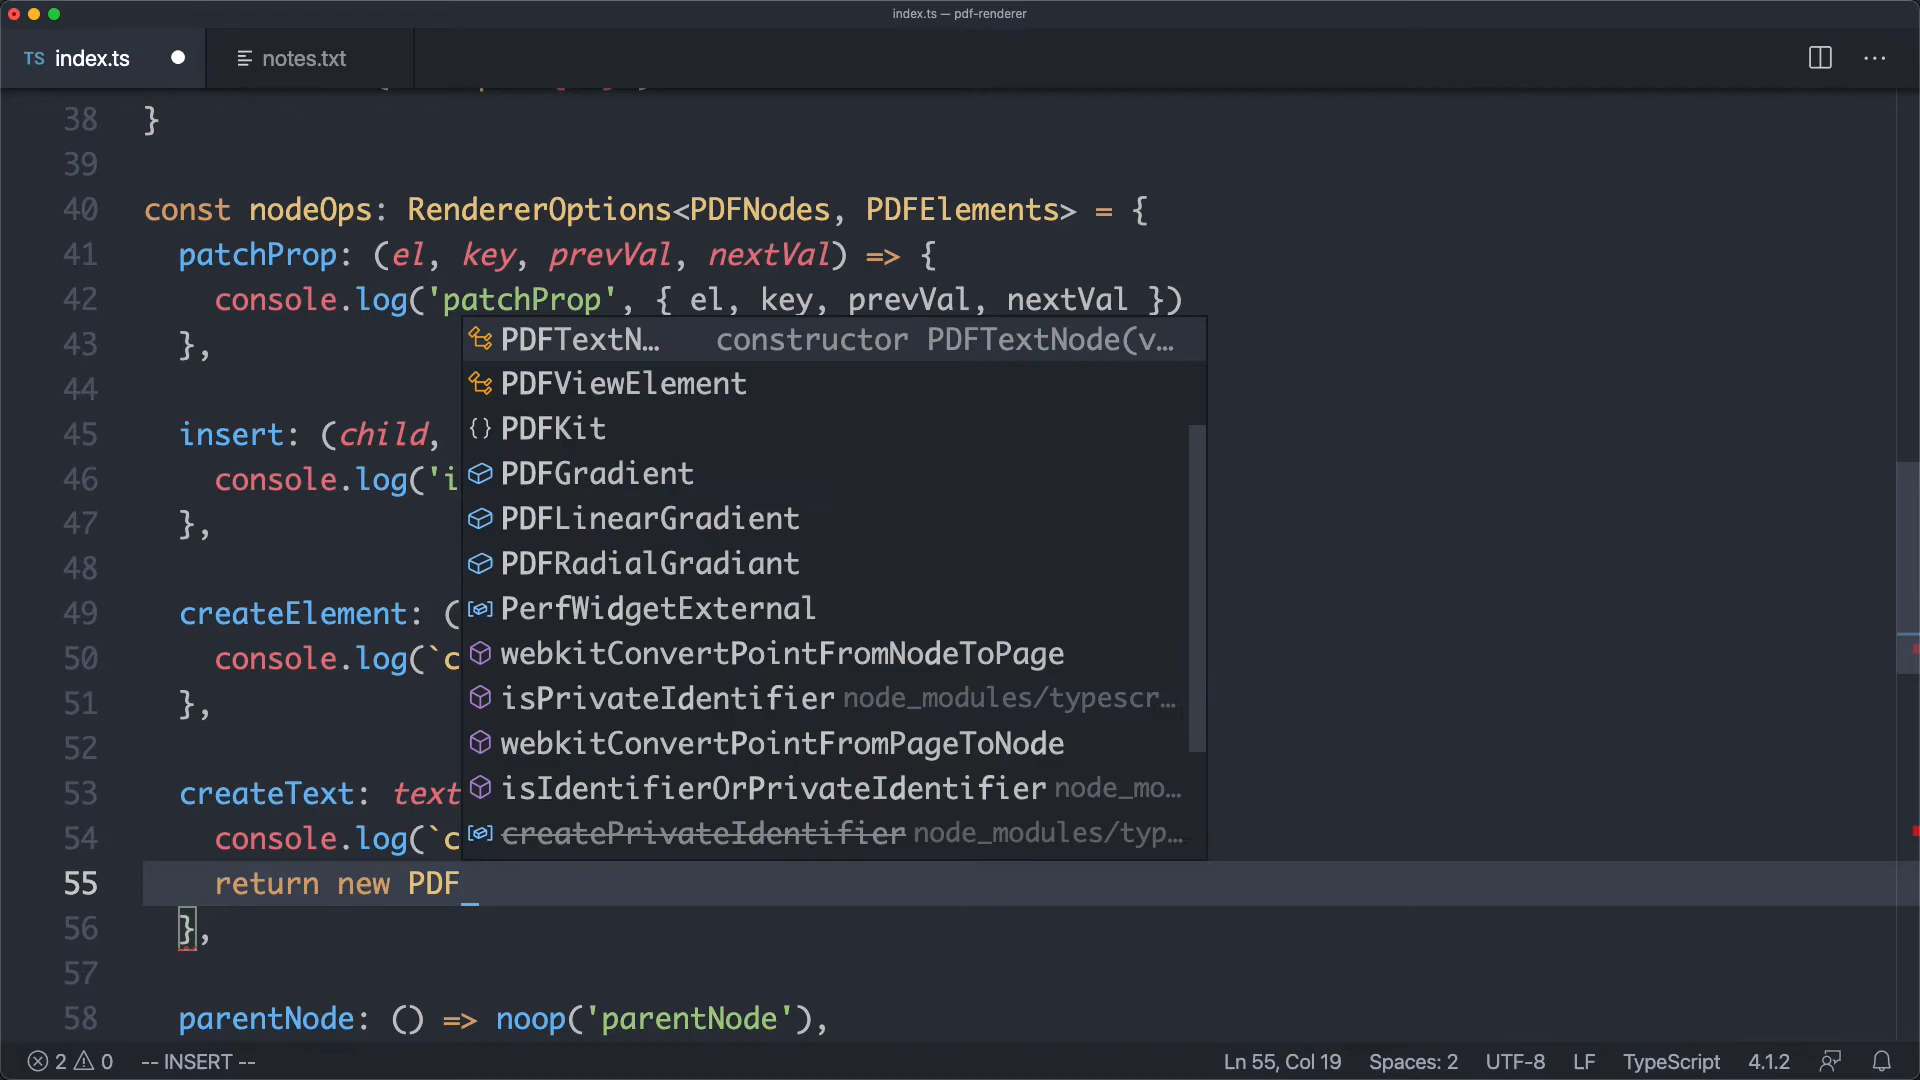 index.ts — pdf-renderer
TS index.ts
notes.txt
38 }
39
40 const nodeOps: RendererOptions<PDFNodes, PDFElements> = {
41 patchProp: (el, key, prevVal, nextVal) => {
42 console.log('patchProp', { el, key, prevVal, nextVal })
43 },
PDFTextN… constructor PDFTextNode(v…
44
PDFViewElement
PDFKit
45 insert: (child,
PDFGradient
46 console.log('i
47 },
PDFLinearGradient
48
PDFRadialGradiant
49 createElement: (
PerfWidgetExternal
50 console.log(`c
webkitConvertPointFromNodeToPage
51 },
isPrivateIdentifier node_modules/typescr…
52
webkitConvertPointFromPageToNode
53 createText: text
isIdentifierOrPrivateIdentifier node_mo…
54 console.log(`c
createPrivateIdentifier node_modules/typ…
55 return new PDF_
56 },
57
58 parentNode: () => noop('parentNode'),
2 0 -- INSERT -- Ln 55, Col 19 Spaces: 2 UTF-8 LF TypeScript 4.1.2